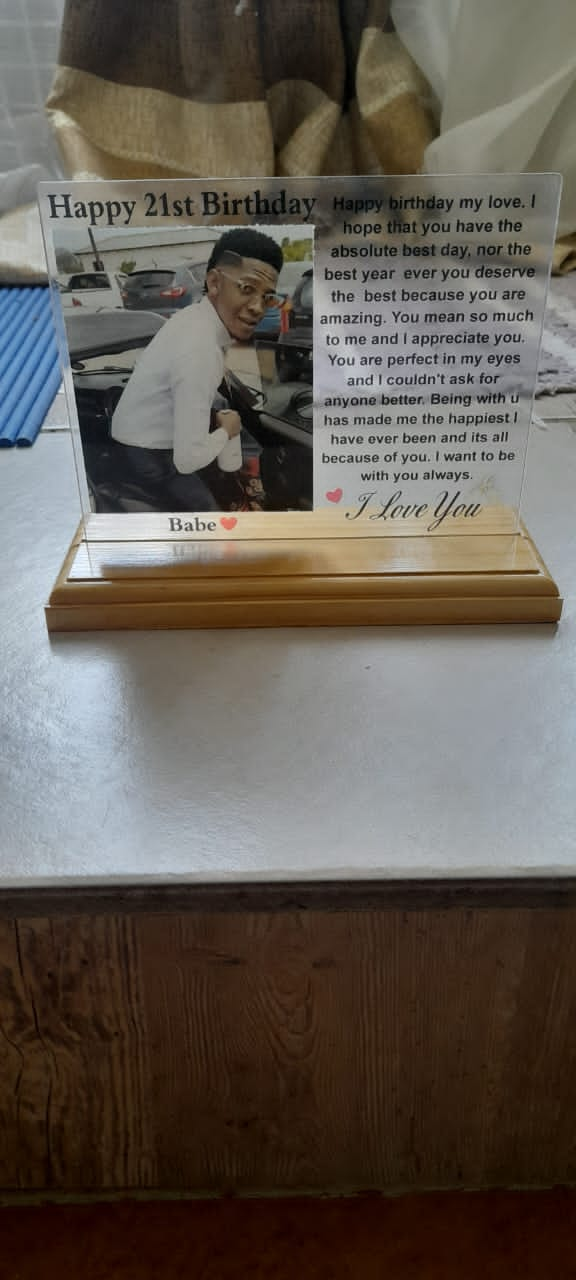 Happy 21st Birthday
Happy birthday my love. I
hope that you have the
absolute best day, nor the
best year ever you deserve
the best because you are
amazing. You mean so much
to me and I appreciate you.
You are perfect in my eyes
and I couldn't ask for
anyone better. Being with u
has made me the happiest I
have ever been and its all
because of you. I want to be
with you always.
I Love You
Babe❤️